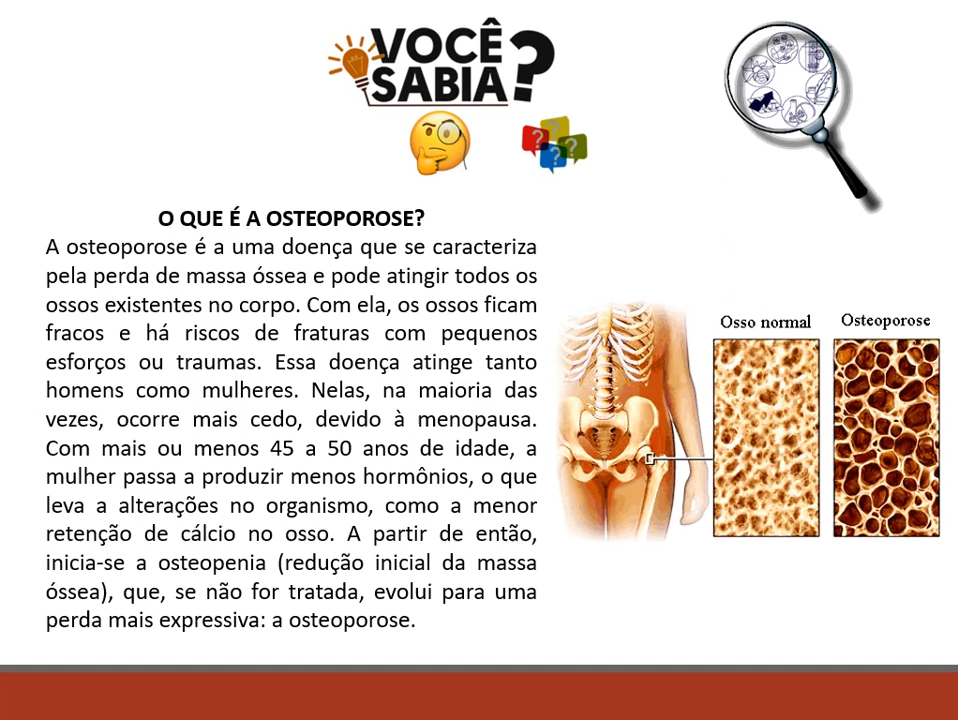 VOCÊ
SABIA?
O QUE É A OSTEOPOROSE?
A osteoporose é a uma doença que se caracteriza
pela perda de massa óssea e pode atingir todos os
ossos existentes no corpo. Com ela, os ossos ficam
fracos e há riscos de fraturas com pequenos
esforços ou traumas. Essa doença atinge tanto
homens como mulheres. Nelas, na maioria das
vezes, ocorre mais cedo, devido à menopausa.
Com mais ou menos 45 a 50 anos de idade, a
mulher passa a produzir menos hormônios, o que
leva a alterações no organismo, como a menor
retenção de cálcio no osso. A partir de então,
inicia-se a osteopenia (redução inicial da massa
óssea), que, se não for tratada, evolui para uma
perda mais expressiva: a osteoporose.
Osso normal
Osteoporose